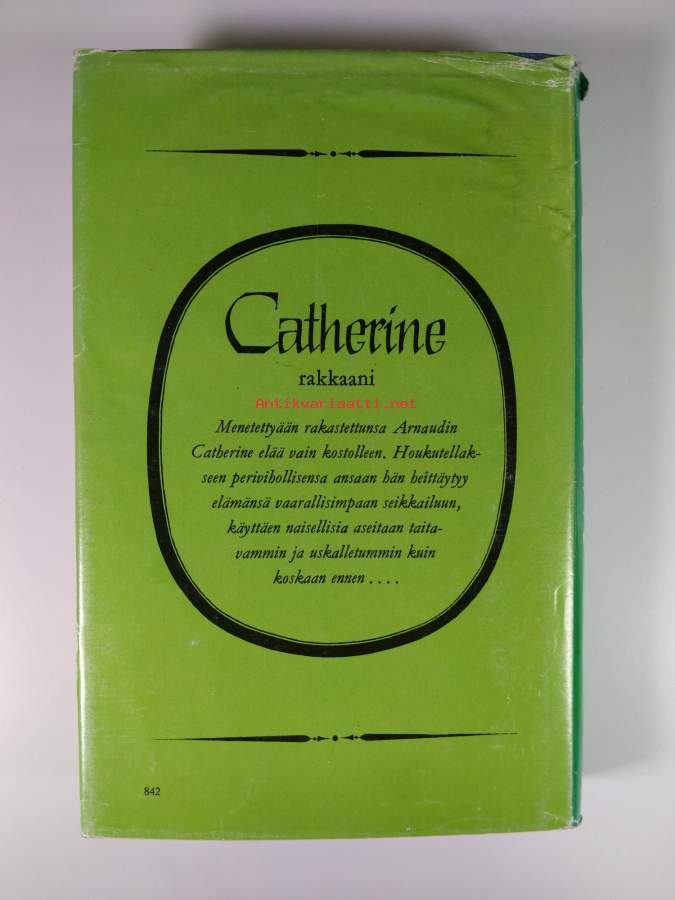 Catherine
rakkaani
Antikvariaatti.net
Menetettyään rakastettunsa Arnaudin
Catherine elää vain kostolleen. Houkutellak-
seen perivihollisensa ansaan hän heittäytyy
elämänsä vaarallisimpaan seikkailuun,
käyttäen naisellisia aseitaan taita-
vammin ja uskalletummin kuin
koskaan ennen ....
842